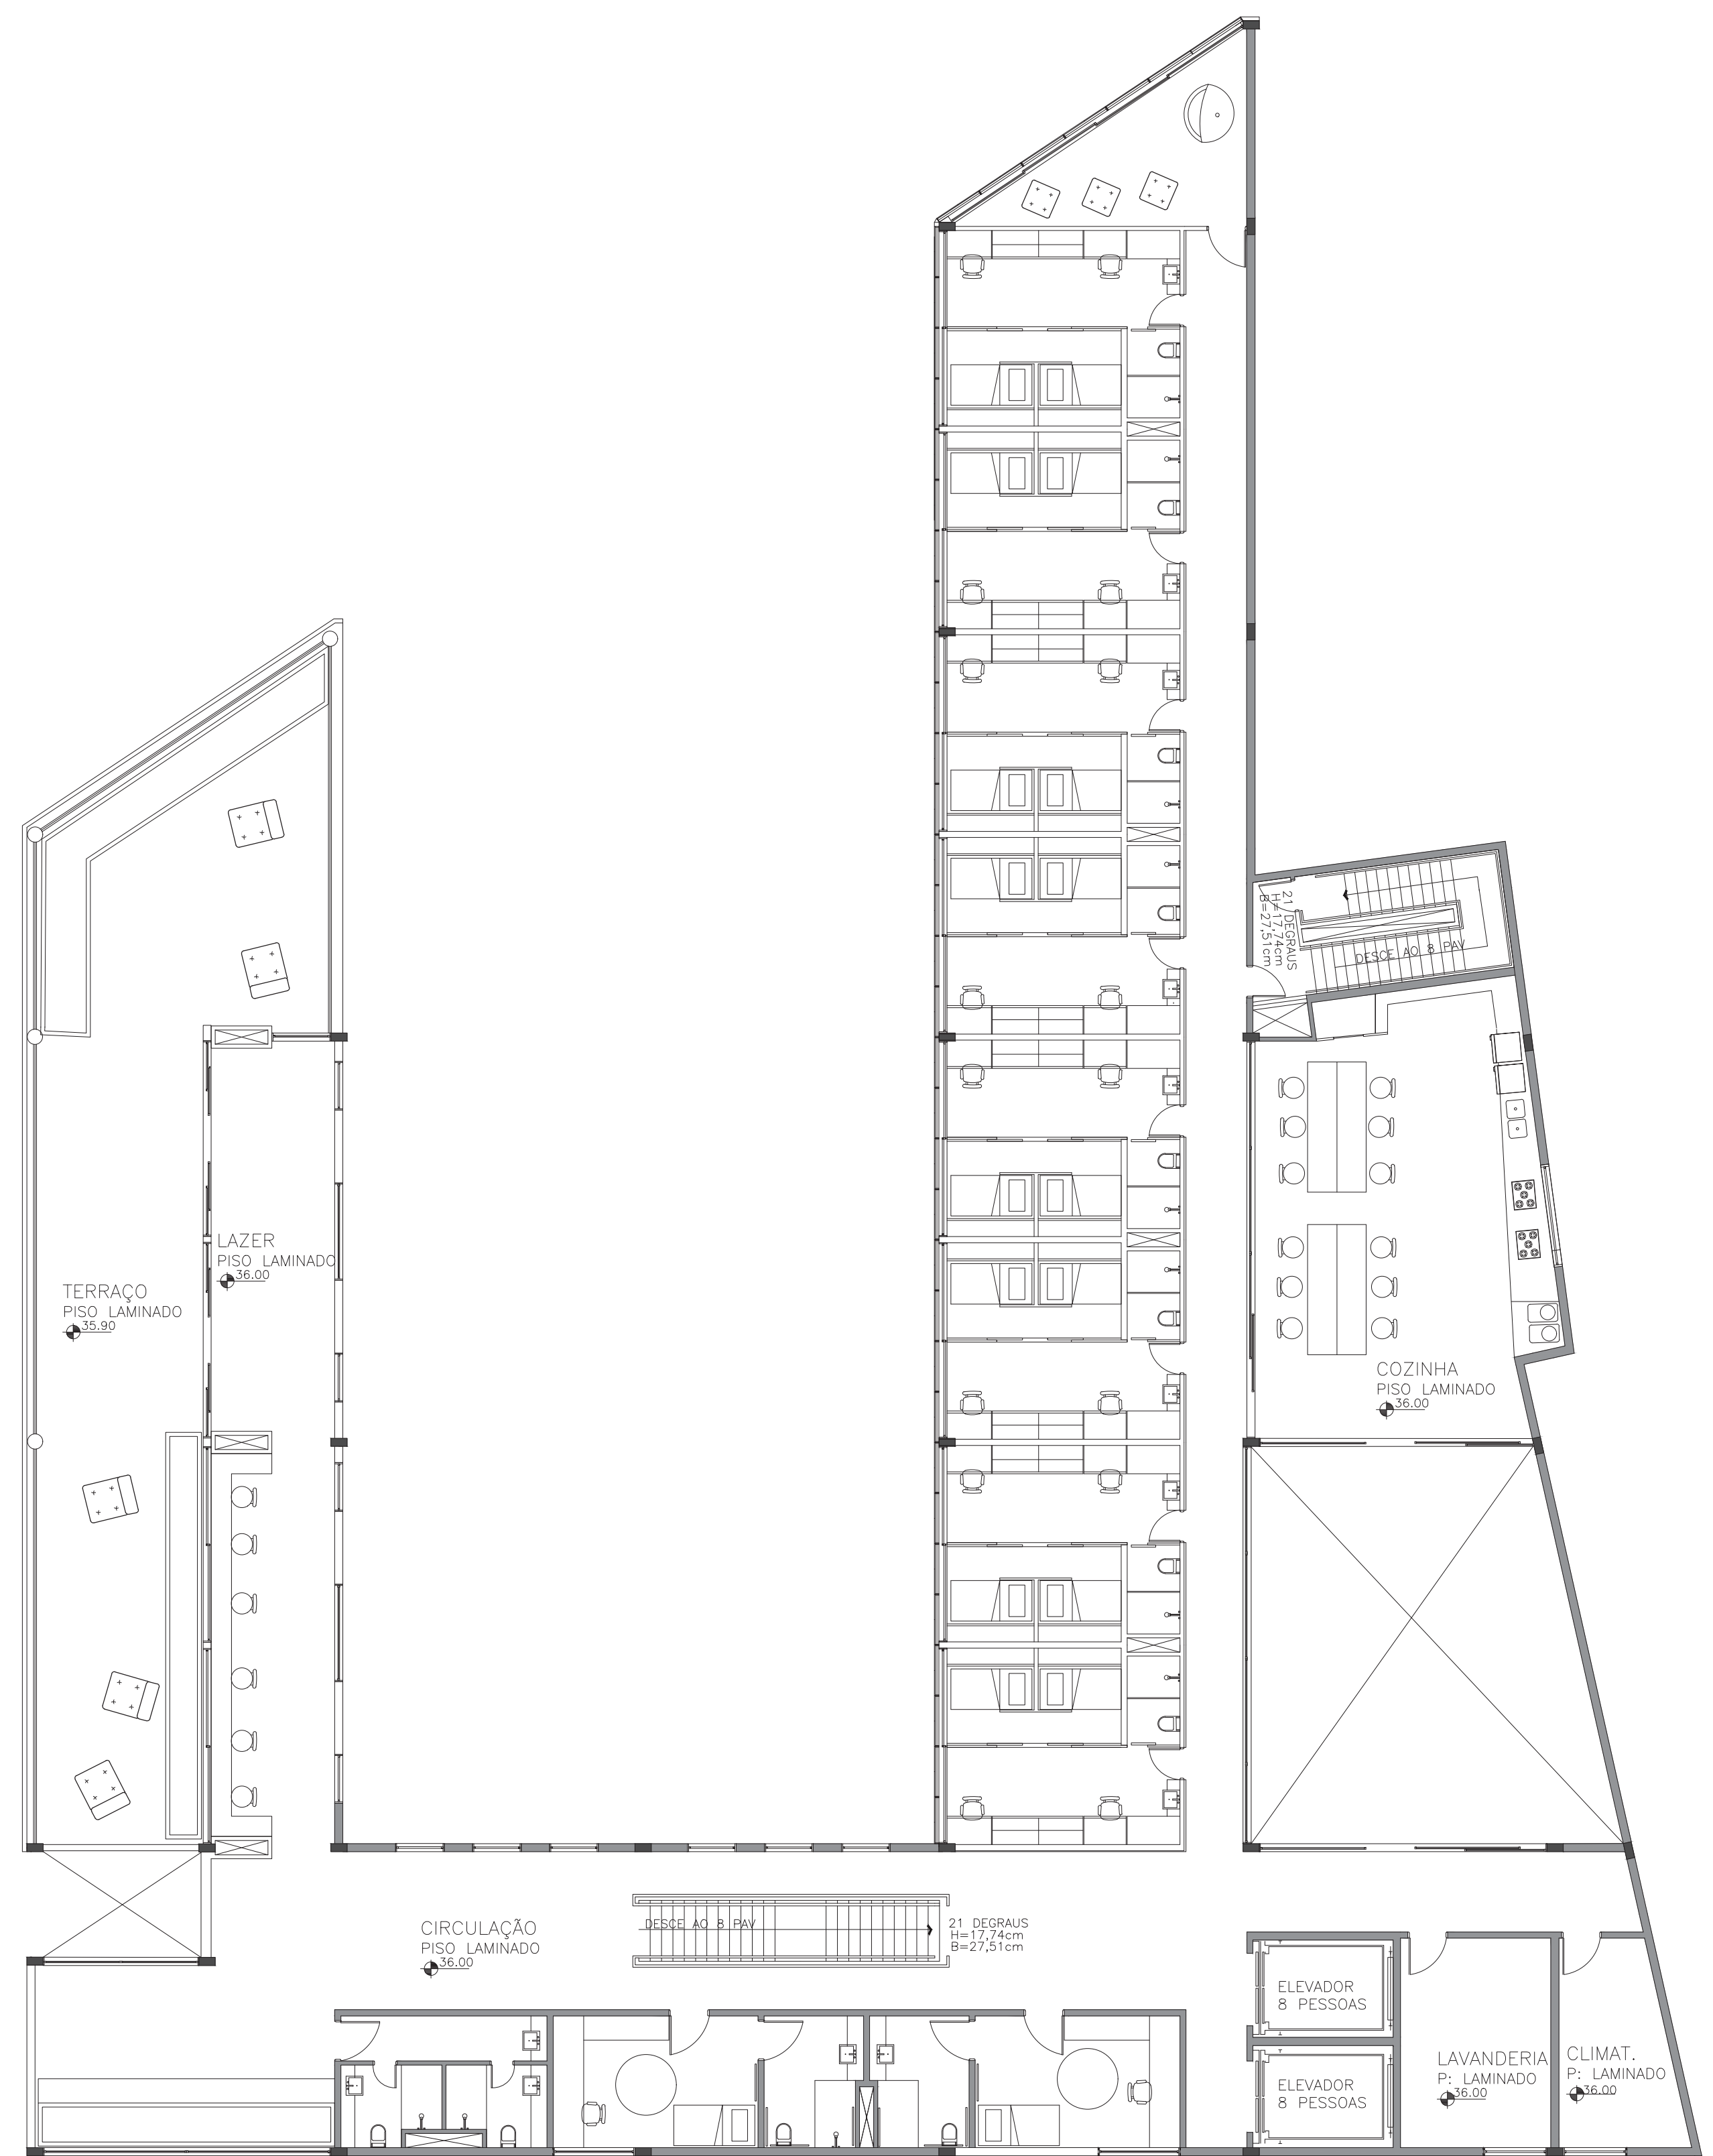 21 DEGRAUS
H=17,74cm
B=27,51cm
DESCE AO 8 PAV
LAZER
PISO LAMINADO
36.00
TERRAÇO
PISO LAMINADO
35.90
COZINHA
PISO LAMINADO
36.00
CIRCULAÇÃO
PISO LAMINADO
36.00
DESCE AO 8 PAV
21 DEGRAUS
H=17,74cm
B=27,51cm
ELEVADOR
8 PESSOAS
ELEVADOR
8 PESSOAS
LAVANDERIA
P: LAMINADO
36.00
CLIMAT.
P: LAMINADO
36.00